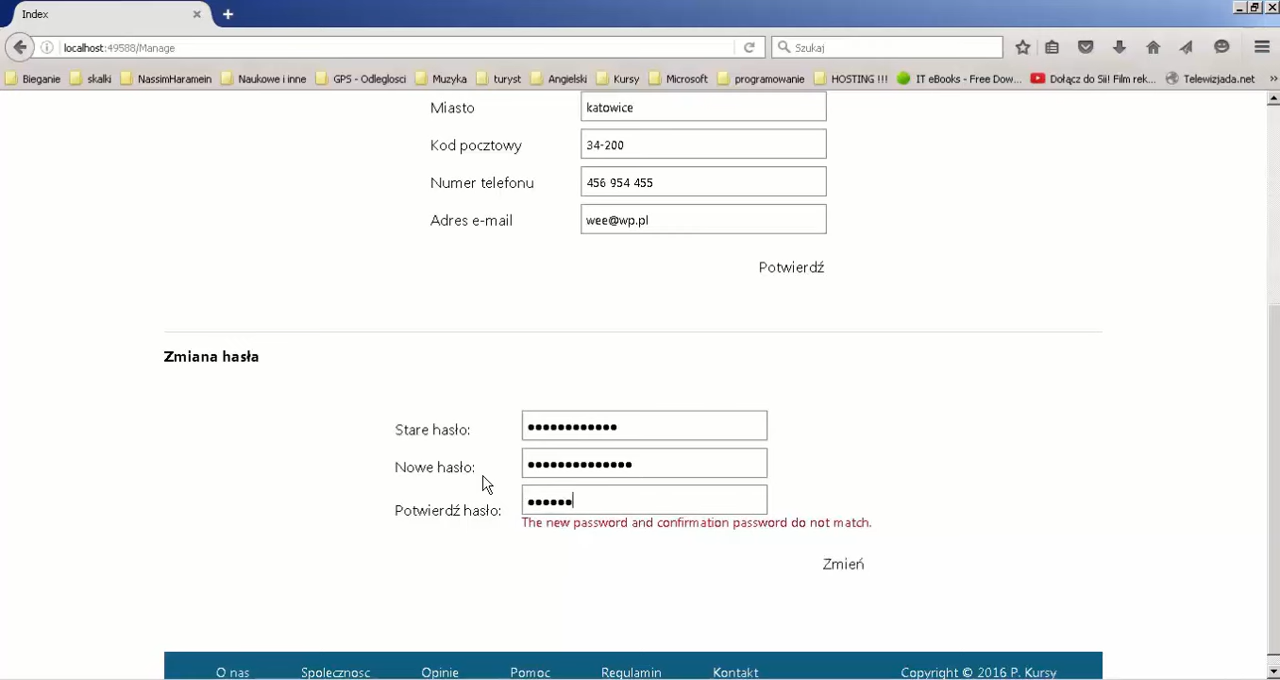 Index
localhost:49588/Manage
Szukaj
Bieganie skalki NassimHaramein Naukowe i inne GPS - Odleglosci Muzyka turyst Angielski Kursy Microsoft programowanie HOSTING !!! IT eBooks - Free Dow... Dołącz do Sii! Film rek... Telewizjada.net »
Miasto katowice
Kod pocztowy 34-200
Numer telefonu 456 954 455
Adres e-mail wee@wp.pl
Potwierdź
Zmiana hasła
Stare hasło: ••••••••••••
Nowe hasło: ••••••••••••••
Potwierdź hasło: ••••••
The new password and confirmation password do not match.
Zmień
O nas Spolecznosc Opinie Pomoc Regulamin Kontakt Copyright © 2016 P. Kursy